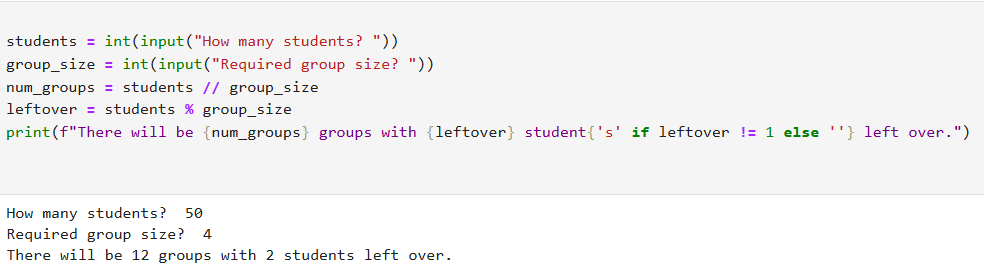 students = int(input("How many students? "))
group_size = int(input("Required group size? "))
num_groups = students // group_size
leftover = students % group_size
print(f"There will be {num_groups} groups with {leftover} student{'s' if leftover != 1 else ''} left over.")
How many students?  50
Required group size?  4
There will be 12 groups with 2 students left over.